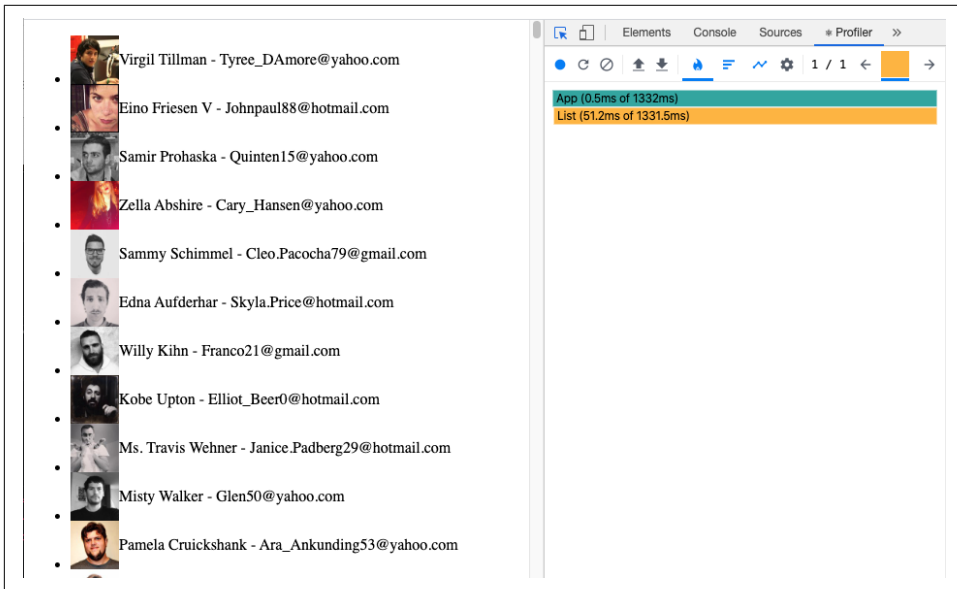 Virgil Tillman - Tyree_DAmore@yahoo.com
Eino Friesen V - Johnpaul88@hotmail.com
Samir Prohaska - Quinten15@yahoo.com
Zella Abshire - Cary_Hansen@yahoo.com
Sammy Schimmel - Cleo.Pacocha79@gmail.com
Edna Aufderhar - Skyla.Price@hotmail.com
Willy Kihn - Franco21@gmail.com
Kobe Upton - Elliot_Beer0@hotmail.com
Ms. Travis Wehner - Janice.Padberg29@hotmail.com
Misty Walker - Glen50@yahoo.com
Pamela Cruickshank - Ara_Ankunding53@yahoo.com
Elements Console Sources Profiler »
1 / 1
App (0.5ms of 1332ms)
List (51.2ms of 1331.5ms)